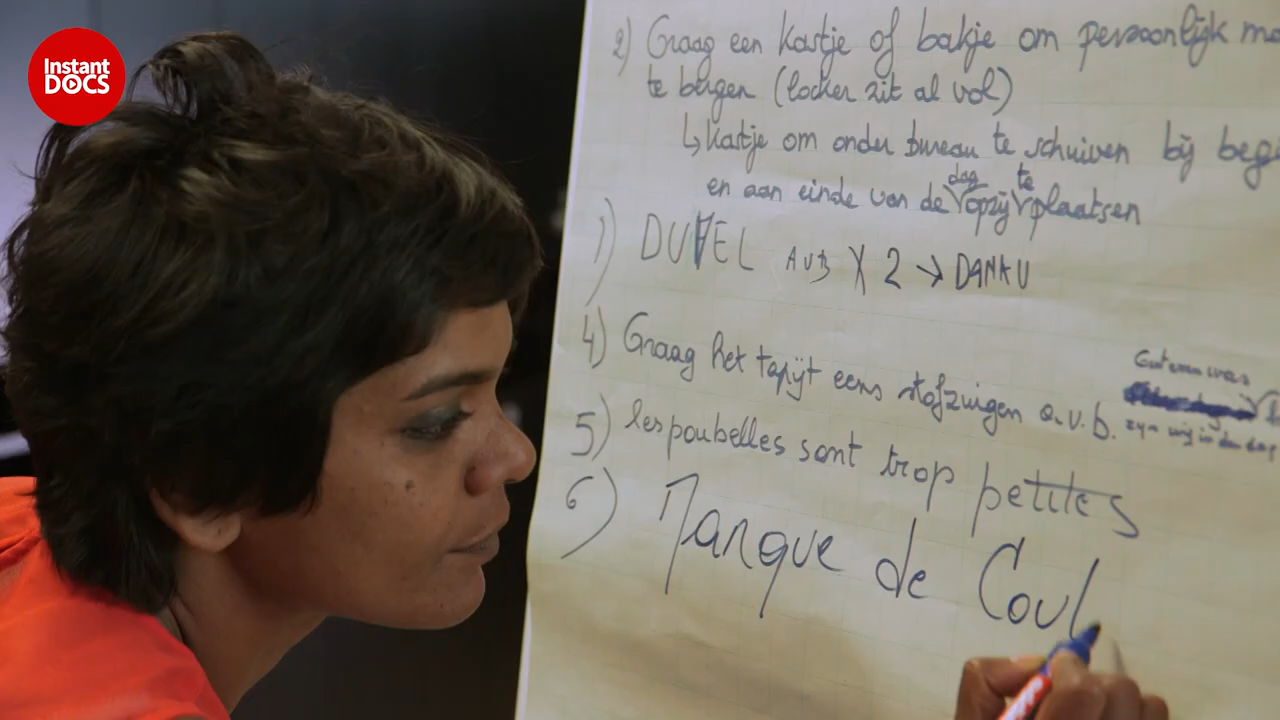 Instant
DOCS
2) Graag een kastje of bakje om persoonlijk
te bergen (locker zit al vol)
↳ kastje om onder bureau te schuiven bij
dag te
en aan einde van de opzij plaatsen
1) DUVEL AUB X 2 → DANKU
4) Graag het tapijt eens stofzuigen a.u.b.
5) les poubelles sont trop petites
6) Manque de Coul